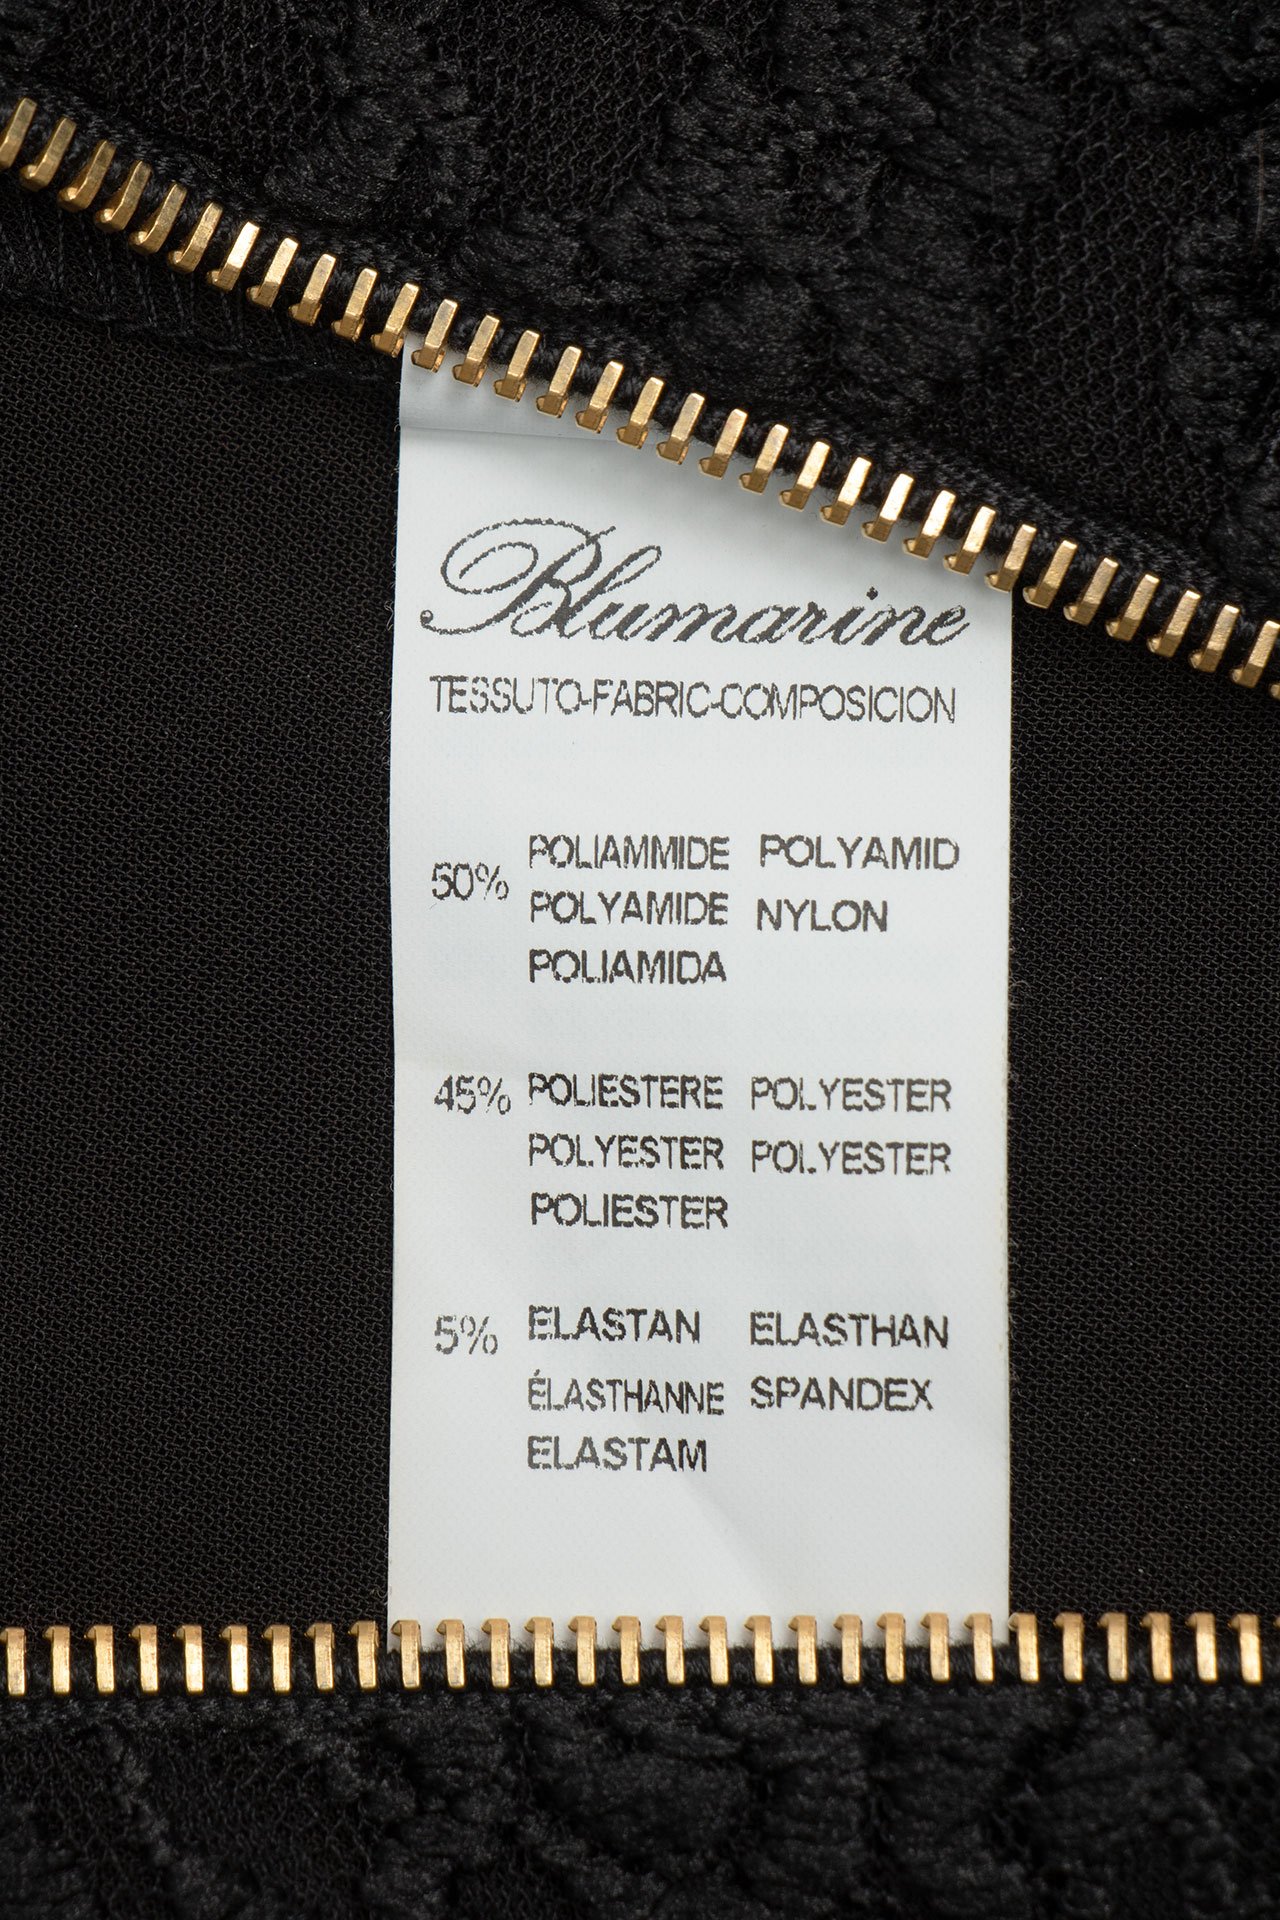 Blumarine
TESSUTO-FABRIC-COMPOSICION
50% POLIAMMIDE POLYAMID
POLYAMIDE NYLON
POLIAMIDA
45% POLIESTERE POLYESTER
POLYESTER POLYESTER
POLIESTER
5% ELASTAN ELASTHAN
ÉLASTHANNE SPANDEX
ELASTAM